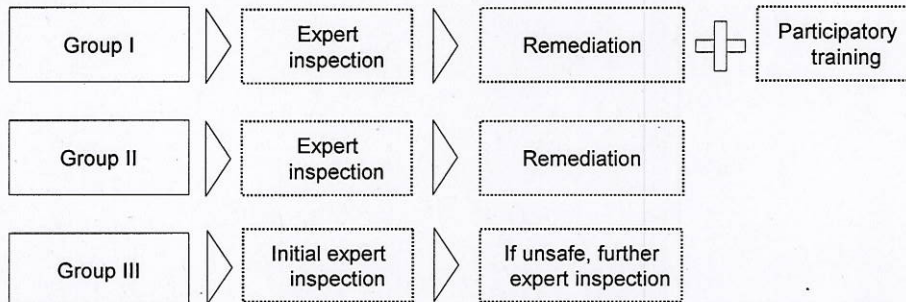 Group I
Expert
inspection
Remediation
Participatory
training
Group II
Expert
inspection
Remediation
Group III
Initial expert
inspection
If unsafe, further
expert inspection